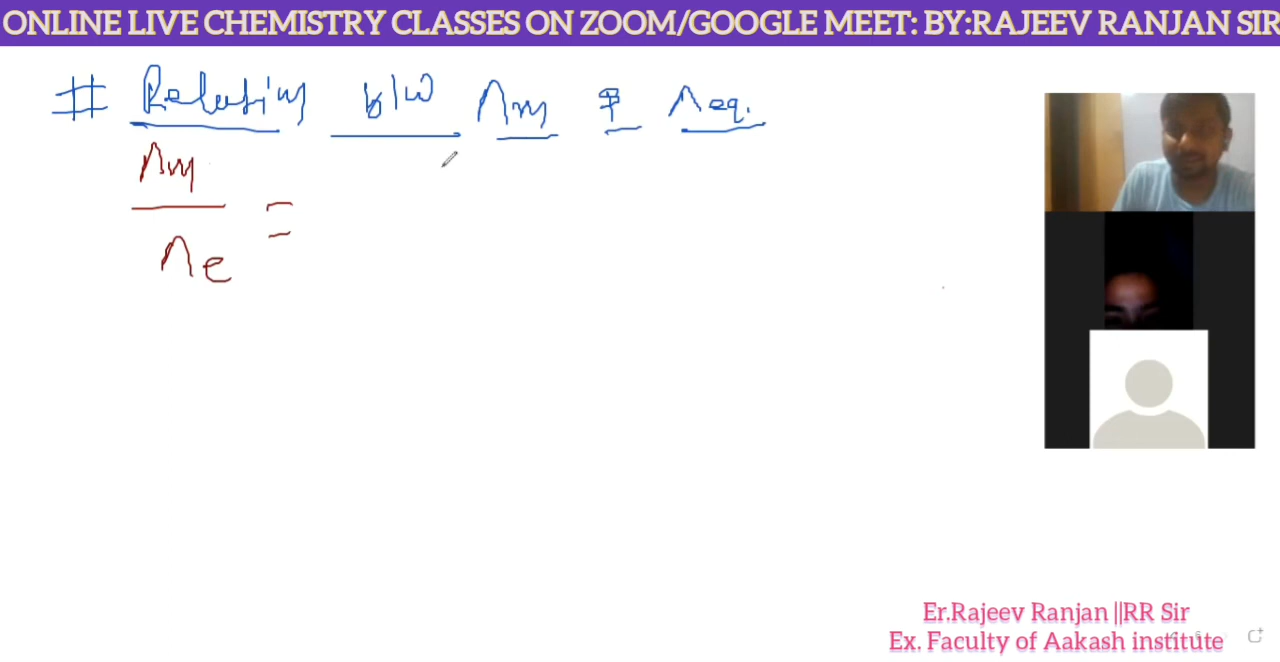 ONLINE LIVE CHEMISTRY CLASSES ON ZOOM/GOOGLE MEET: BY:RAJEEV RANJAN SIR
# Relation b/w Λm & Λeq.
Λm
Λe =
Er.Rajeev Ranjan ||RR Sir
Ex. Faculty of Aakash institute